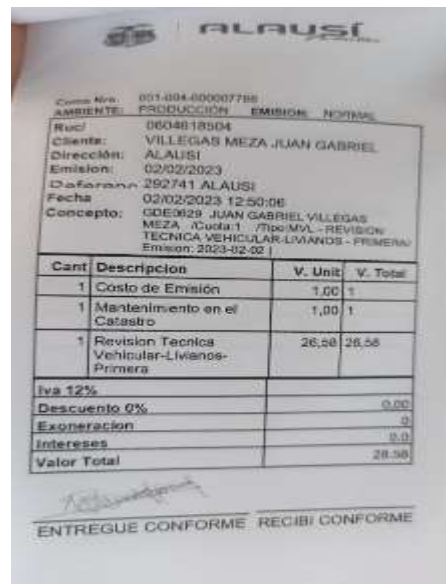 ALAUSÍ
Comp Nro. 001-004-000007786
AMBIENTE: PRODUCCIÓN EMISION: NORMAL
Ruc/ 0604618504
Cliente: VILLEGAS MEZA JUAN GABRIEL
Dirección: ALAUSI
Emision: 02/02/2023
292741 ALAUSI
Fecha 02/02/2023 12:50:06
Concepto: GDE0629 JUAN GABRIEL VILLEGAS
MEZA /Cuota:1 /Tipo:MVL - REVISION
TECNICA VEHICULAR-LIVIANOS - PRIMERA/
Emision: 2023-02-02 |
Cant Descripcion V. Unit V. Total
1 Costo de Emisión 1,00 1
1 Mantenimiento en el
Catastro 1,00 1
1 Revision Tecnica
Vehicular-Livianos-
Primera 26,58 26,58
Iva 12%
Descuento 0% 0,00
Exoneracion 0
Intereses 0.0
Valor Total 28.58
ENTREGUE CONFORME RECIBI CONFORME